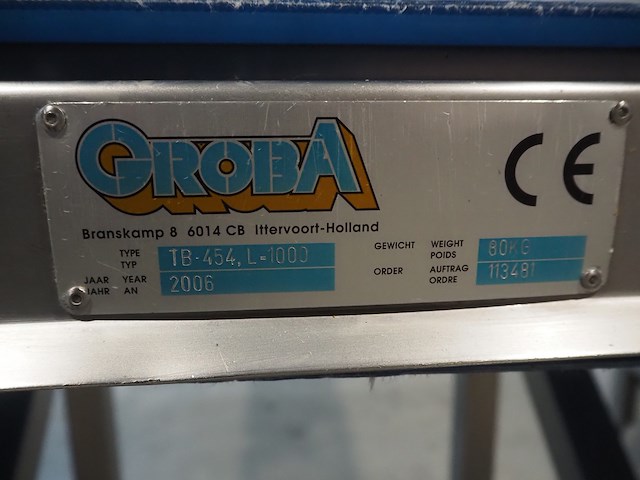 GROBA
CE
Branskamp 8 6014 CB Ittervoort-Holland
TYPE TYP TB-454, L=1000
JAAR YEAR JAHR AN 2006
GEWICHT WEIGHT POIDS 80KG
ORDER AUFTRAG ORDRE 113481